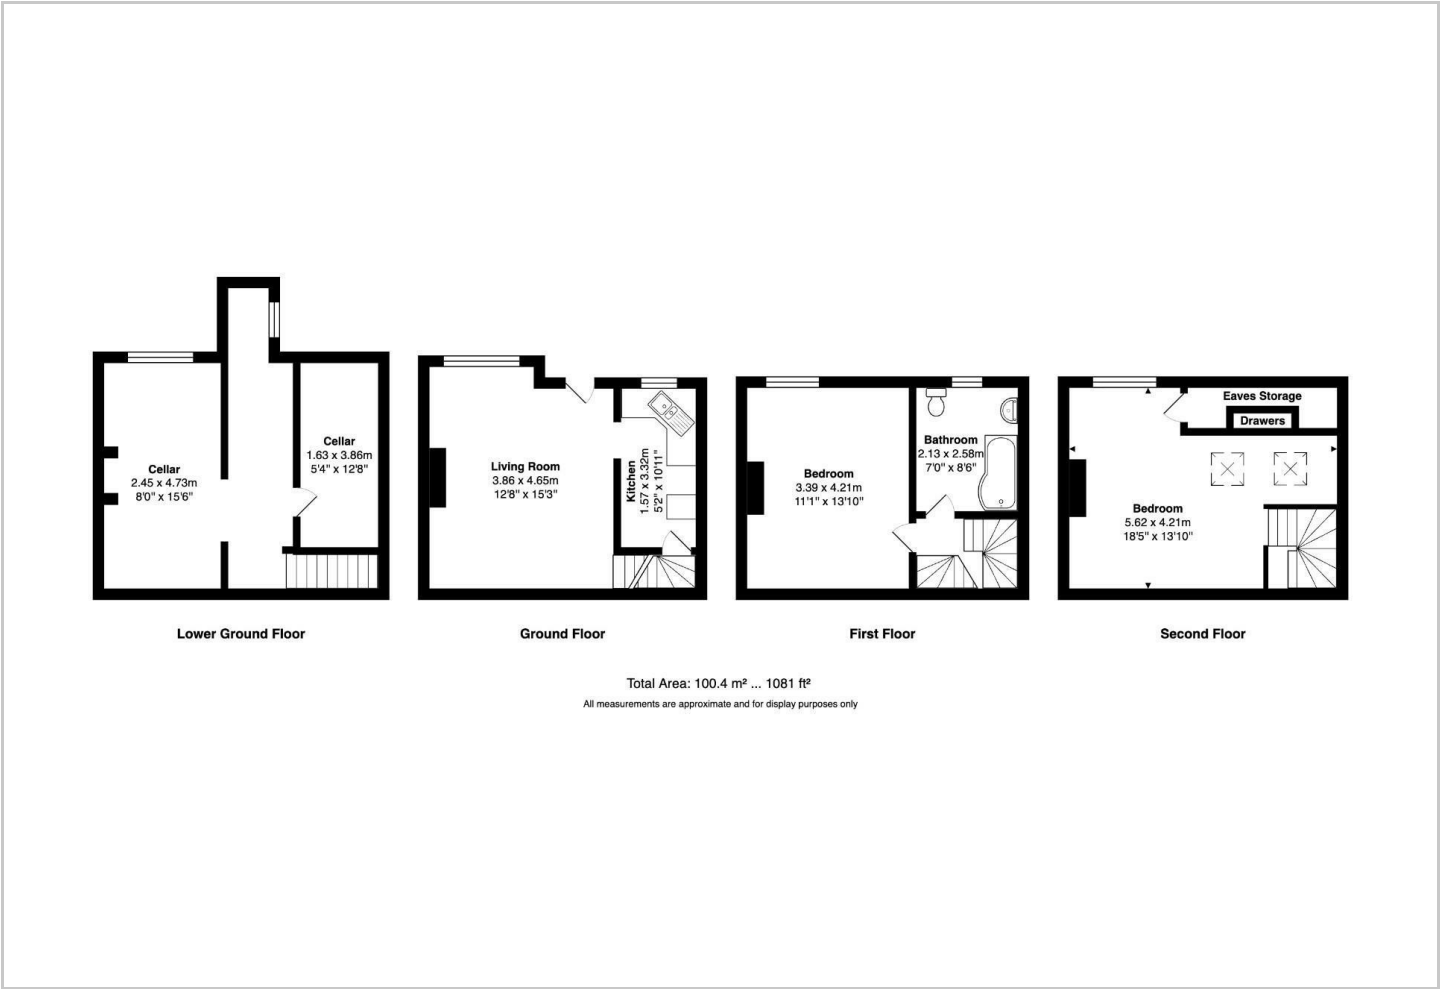 Cellar
2.45 x 4.73m
8'0" x 15'6"
Cellar
1.63 x 3.86m
5'4" x 12'8"
Lower Ground Floor
Living Room
3.86 x 4.65m
12'8" x 15'3"
Kitchen
1.57 x 3.32m
5'2" x 10'11"
Ground Floor
Bedroom
3.39 x 4.21m
11'1" x 13'10"
Bathroom
2.13 x 2.58m
7'0" x 8'6"
First Floor
Eaves Storage
Drawers
Bedroom
5.62 x 4.21m
18'5" x 13'10"
Second Floor
Total Area: 100.4 m² ... 1081 ft²
All measurements are approximate and for display purposes only